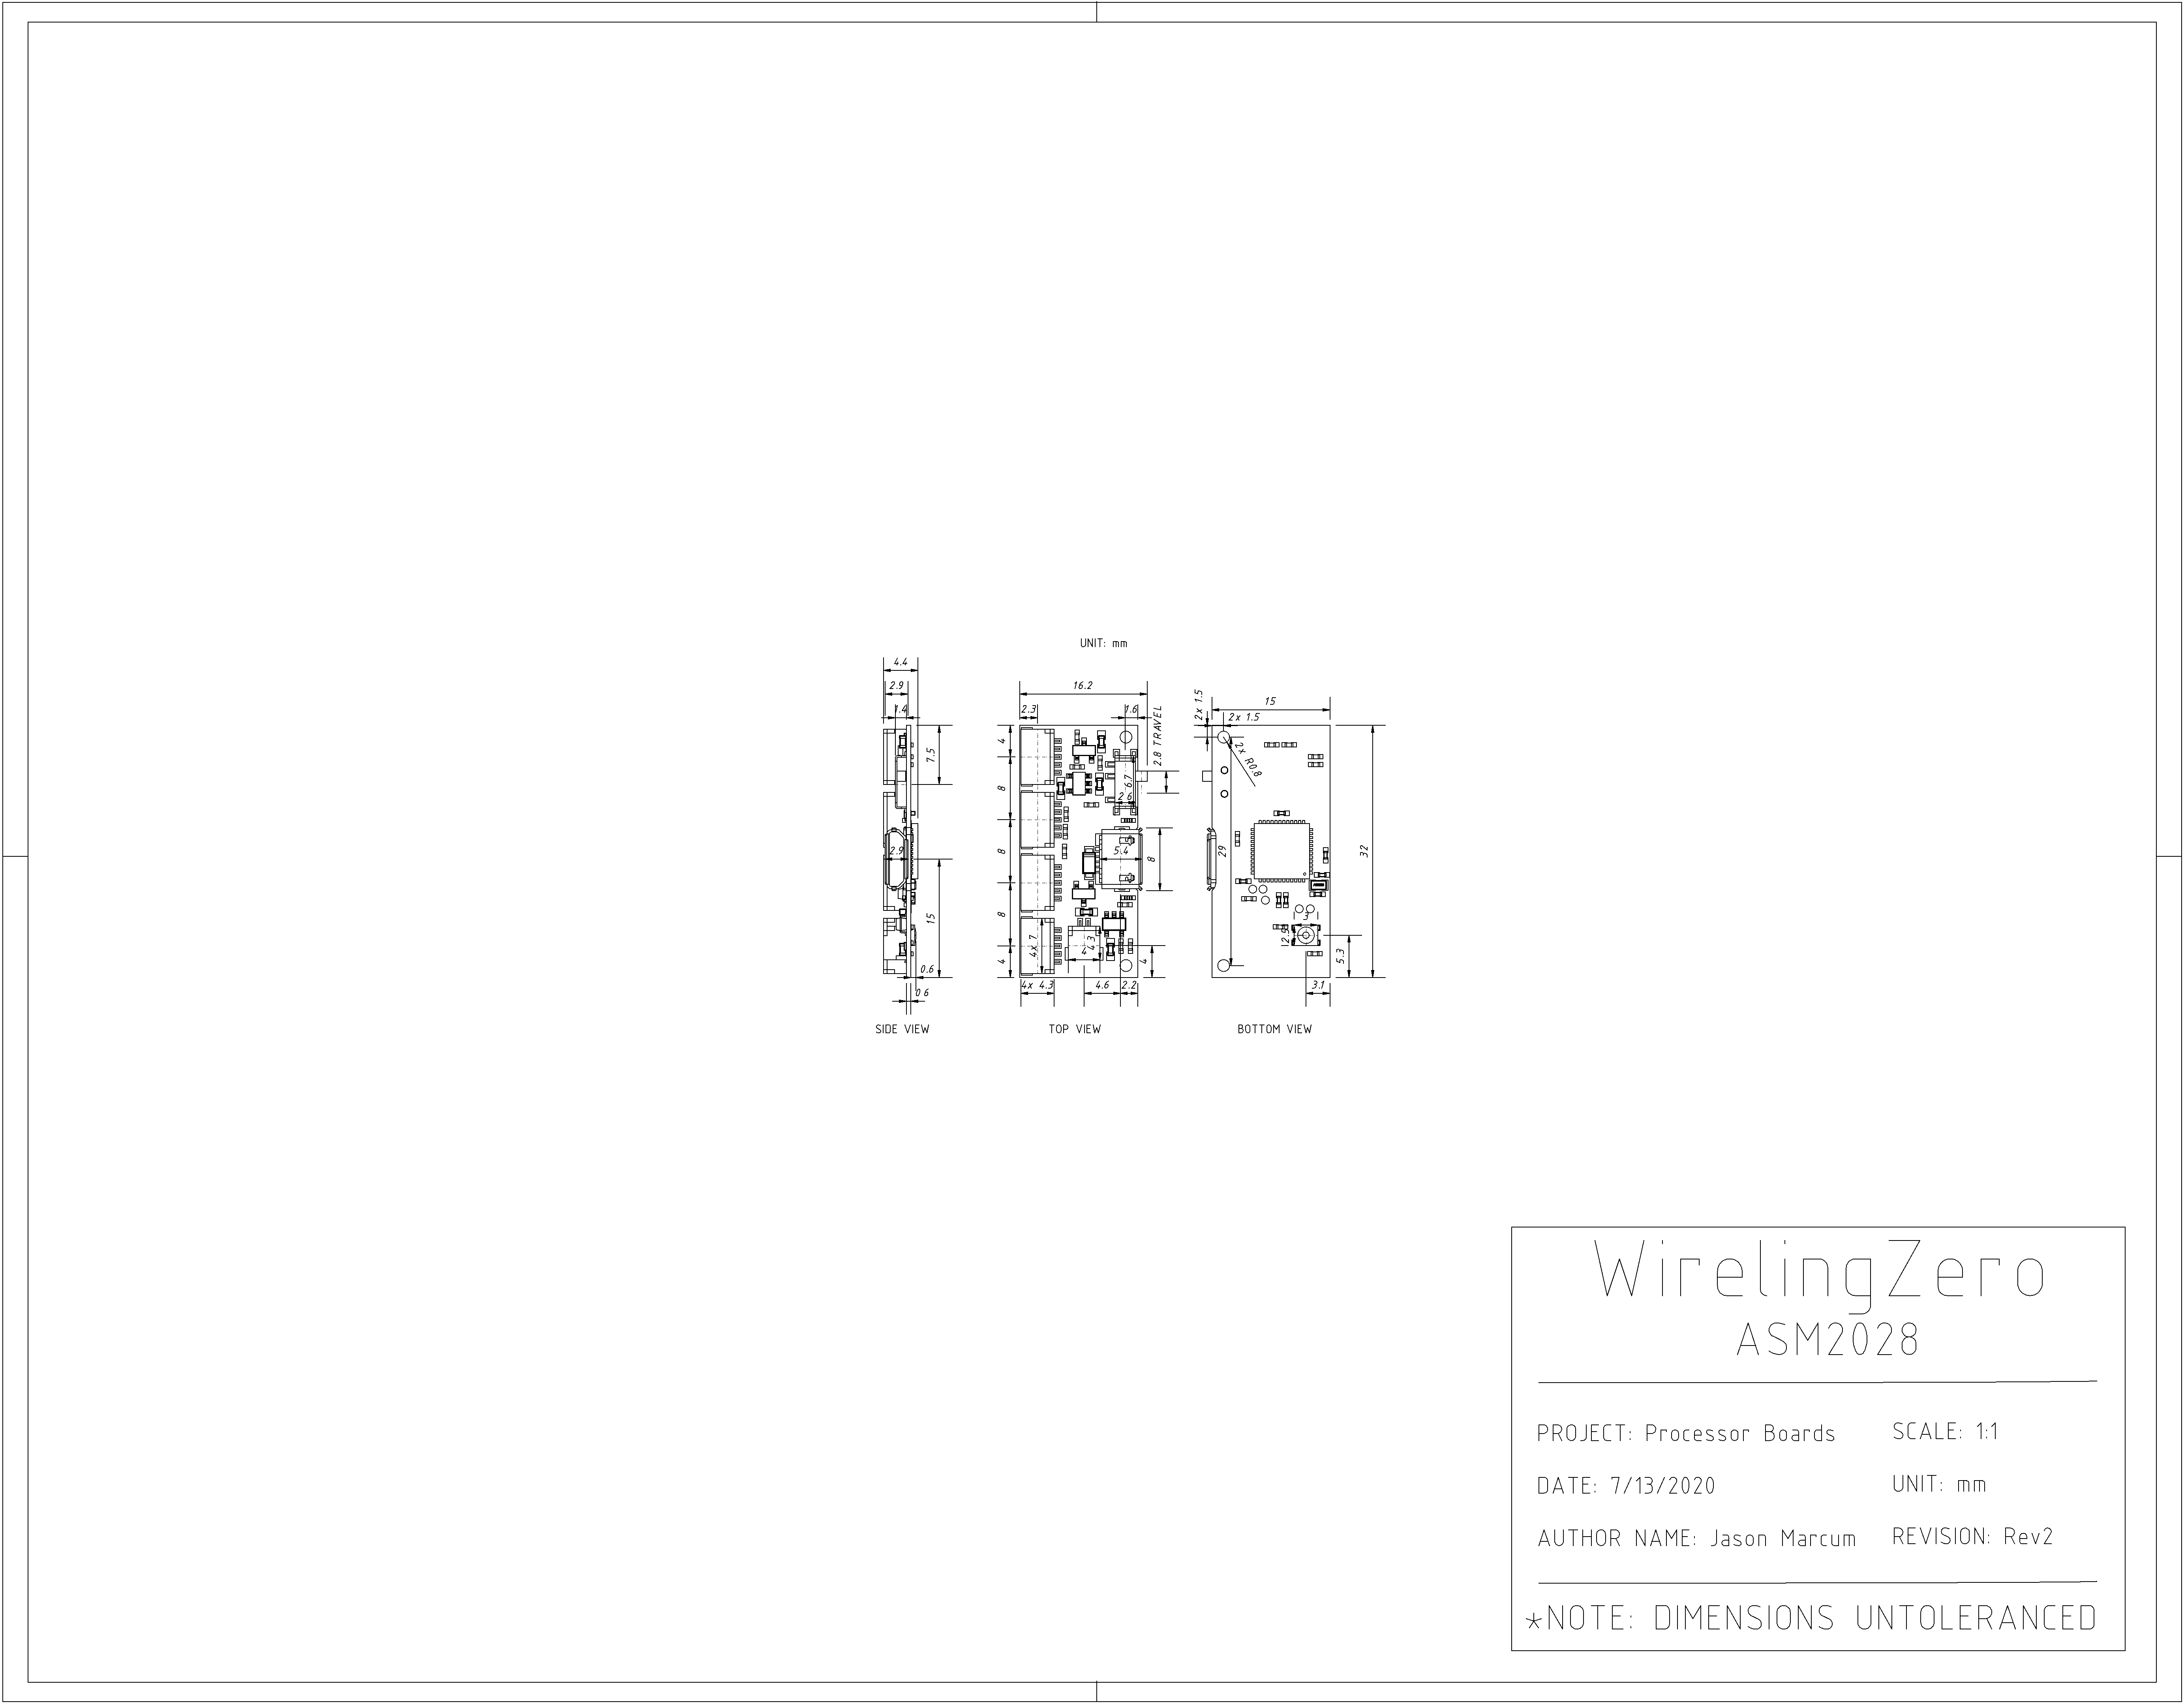 UNIT: mm
4.4
2.9
1.4
7.5
2.9
15
0.6
0.6
SIDE VIEW
16.2
2.3
1.6
2.8 TRAVEL
4
8
8
8
4
6.7
2.6
5.4
8
4x 7
4.3
4
4
4x 4.3
4.6
2.2
TOP VIEW
2x 1.5
15
2x 1.5
2x R0.8
29
32
3
2.5
5.3
3.1
BOTTOM VIEW
WirelingZero
ASM2028
PROJECT: Processor Boards
SCALE: 1:1
DATE: 7/13/2020
UNIT: mm
AUTHOR NAME: Jason Marcum
REVISION: Rev2
*NOTE: DIMENSIONS UNTOLERANCED